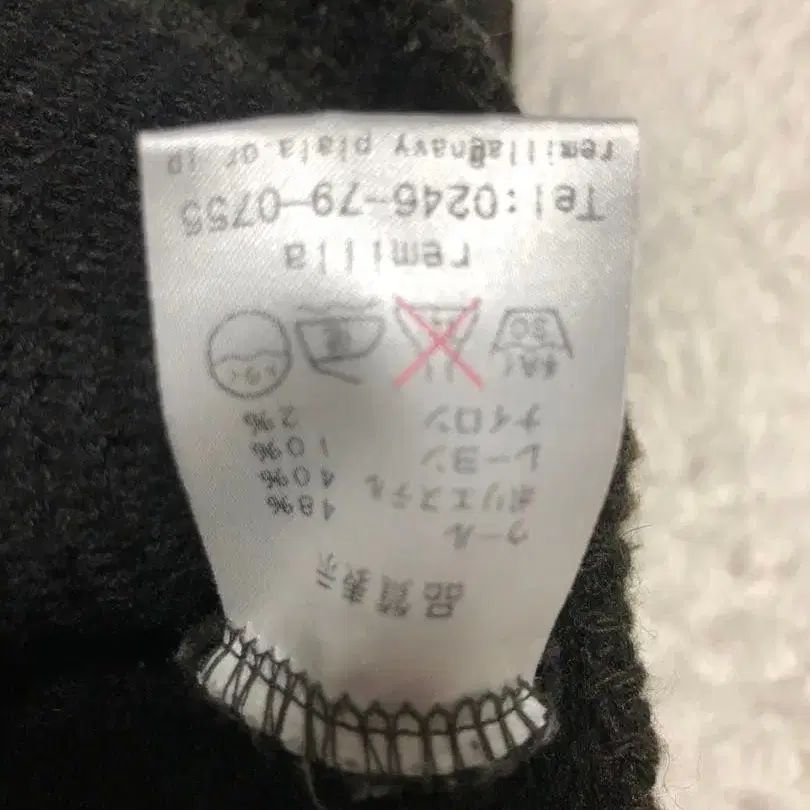 品質表示
ウール 48%
ポリエステル 40%
レーヨン 10%
ナイロン 2%
30
remilla
Tel:0246-79-0755
remilla@navy plala or jp